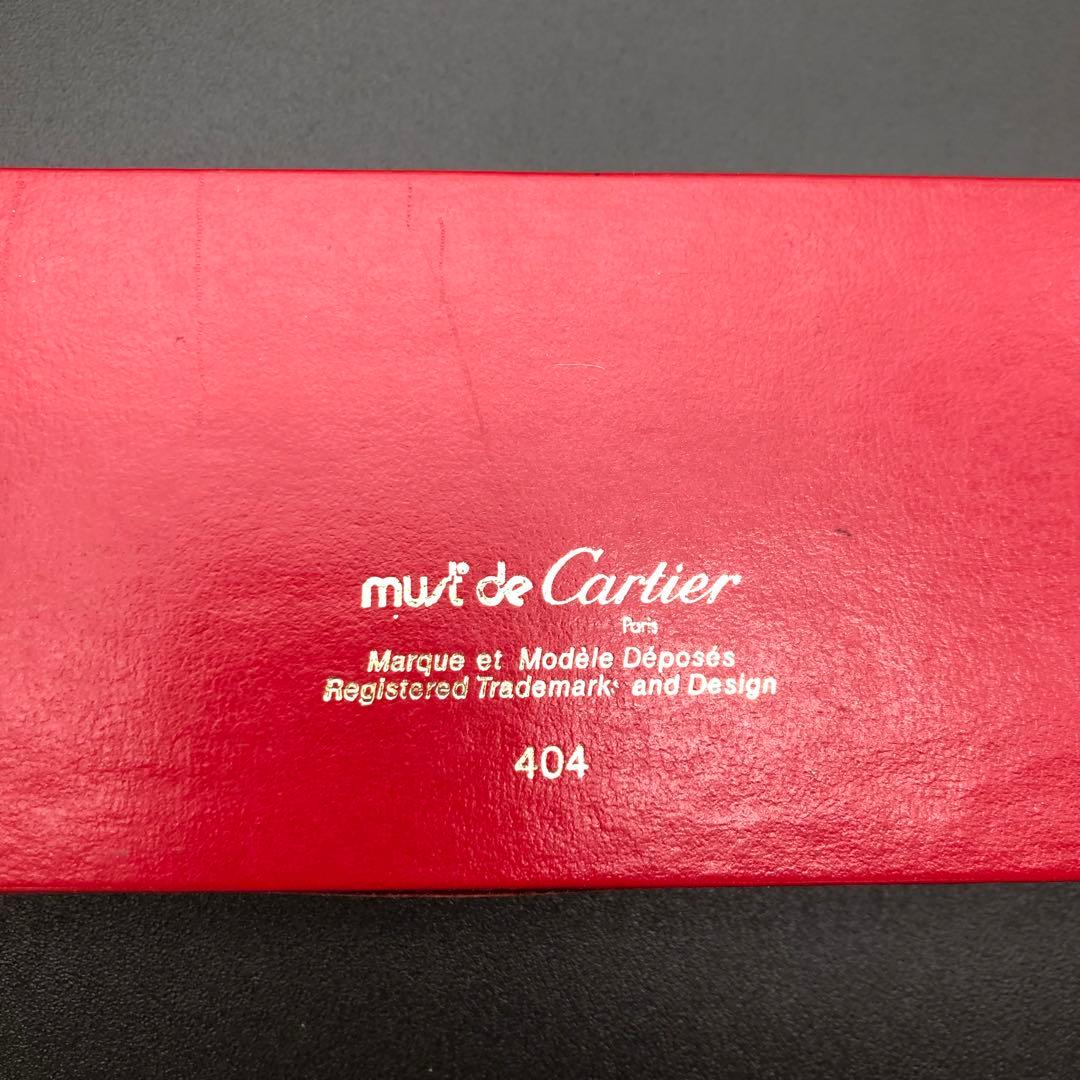 must de Cartier
Paris
Marque et Modèle Déposés
Registered Trademark and Design
404